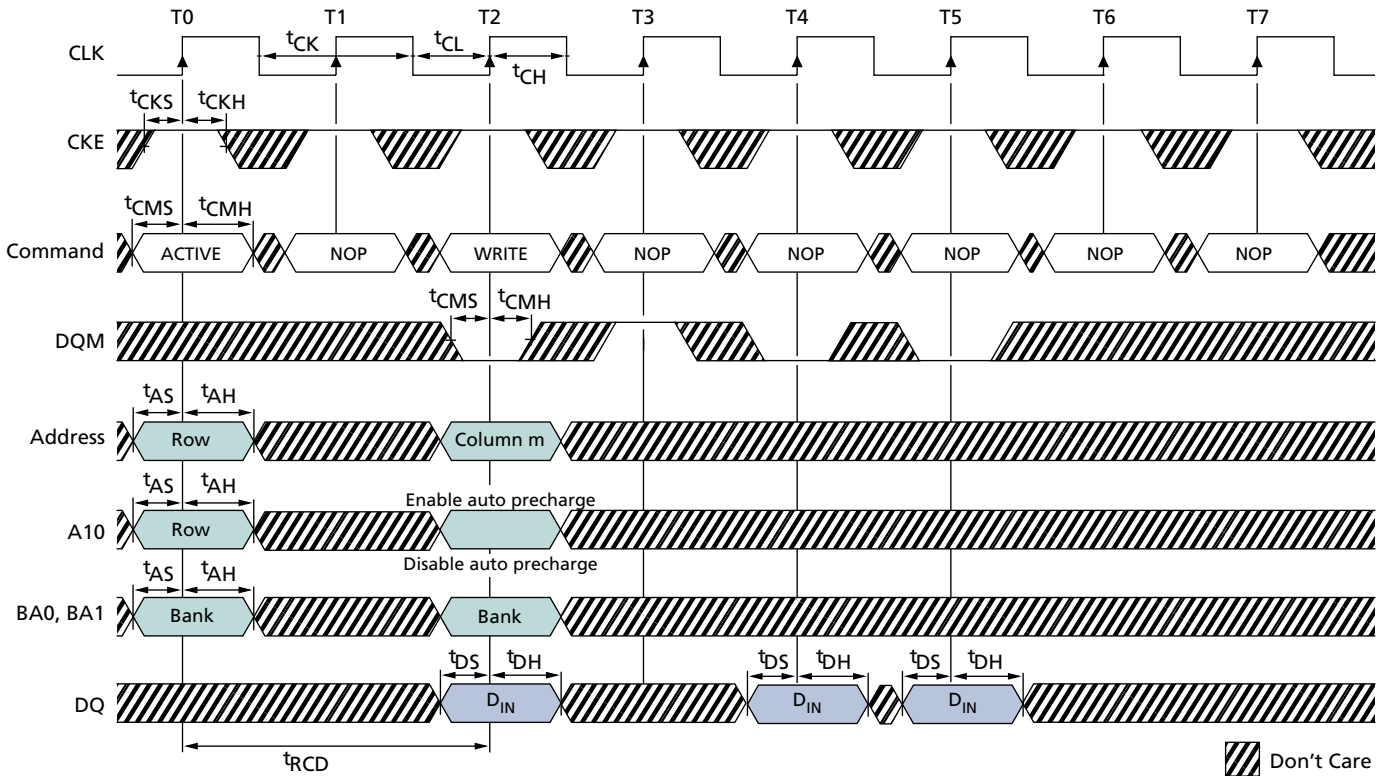 T0 T1 T2 T3 T4 T5 T6 T7
CLK
tCK tCL
tCH
tCKS tCKH
CKE
tCMS tCMH
Command ACTIVE NOP WRITE NOP NOP NOP NOP NOP
tCMS tCMH
DQM
tAS tAH
Address Row Column m
tAS tAH
Enable auto precharge
A10 Row
Disable auto precharge
tAS tAH
BA0, BA1 Bank Bank
tDS tDH tDS tDH tDS tDH
DQ DIN DIN DIN
tRCD
Don't Care